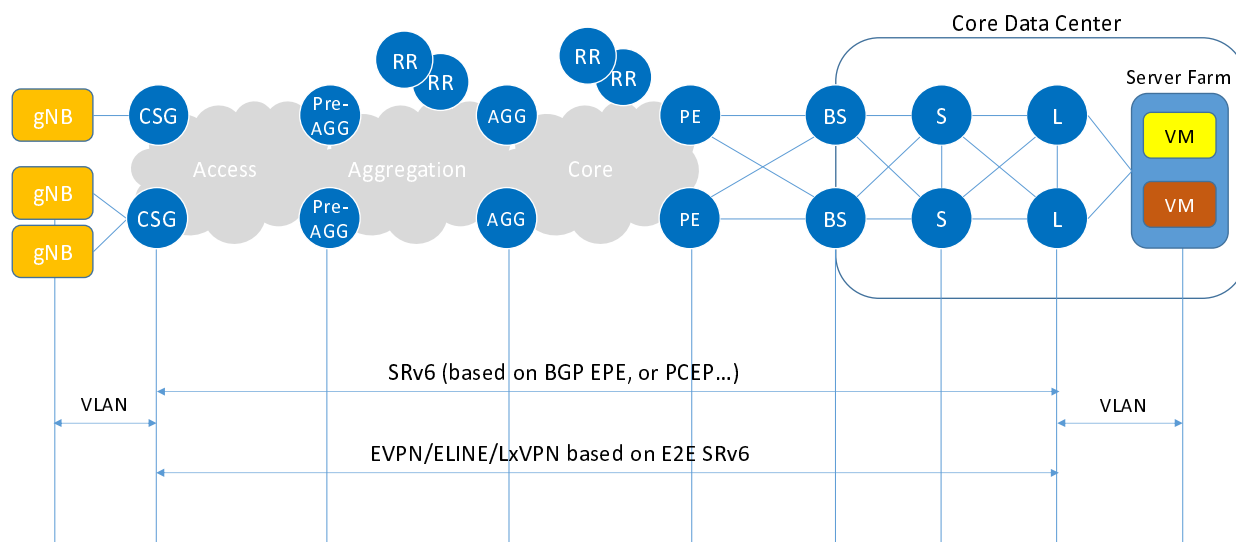 Core Data Center
RR
RR
RR
RR
Server Farm
gNB
CSG
Pre-
AGG
AGG
PE
BS
S
L
VM
Access
Aggregation
Core
gNB
CSG
Pre-
AGG
AGG
PE
BS
S
L
VM
gNB
SRv6 (based on BGP EPE, or PCEP...)
VLAN
VLAN
EVPN/ELINE/LxVPN based on E2E SRv6